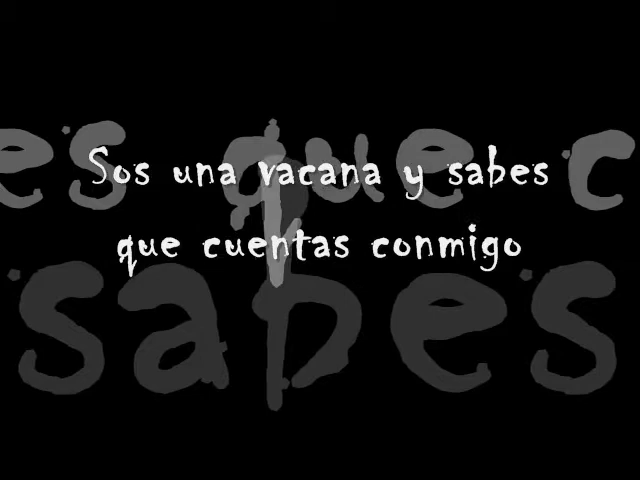 Sos una vacana y sabes
que cuentas conmigo
es que c
sabes